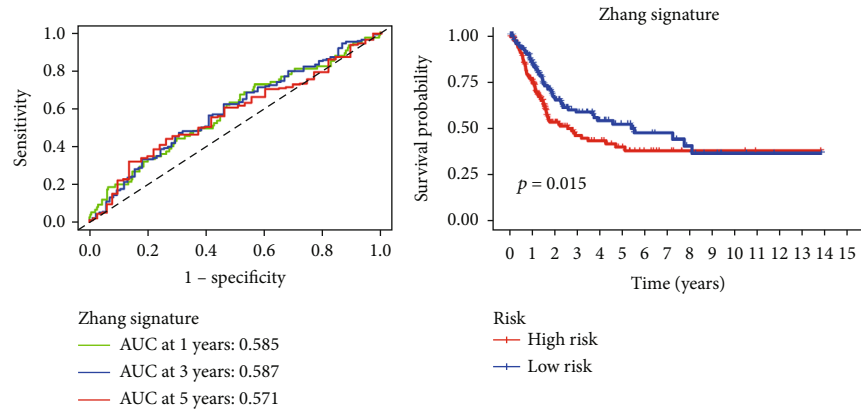 1.0
0.8
0.6
0.4
0.2
0.0
Sensitivity
0.0 0.2 0.4 0.6 0.8 1.0
1 – specificity
Zhang signature
AUC at 1 years: 0.585
AUC at 3 years: 0.587
AUC at 5 years: 0.571
Zhang signature
1.00
0.75
0.50
0.25
0.00
Survival probability
p = 0.015
0 1 2 3 4 5 6 7 8 9 10 11 12 13 14 15
Time (years)
Risk
High risk
Low risk